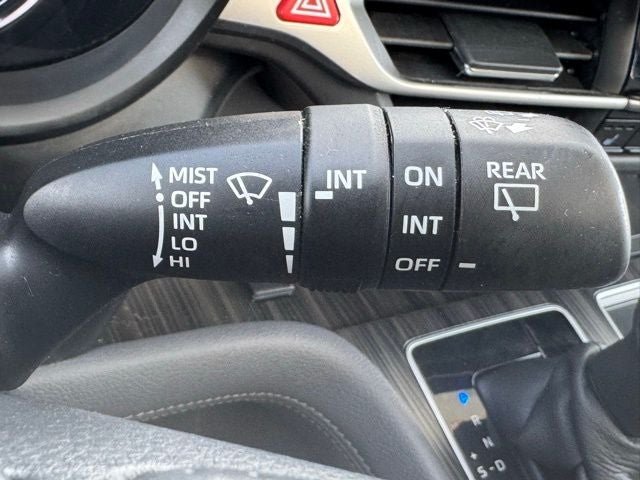 MIST
OFF
INT
LO
HI
INT
ON
INT
OFF
REAR
R
N
+
S-D